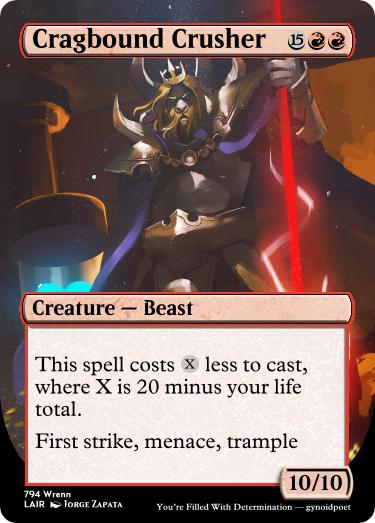 Cragbound Crusher 15RR
Creature — Beast
This spell costs X less to cast,
where X is 20 minus your life
total.
First strike, menace, trample
10/10
794 Wrenn
LAIR Jorge Zapata
You're Filled With Determination — gynoidpoet